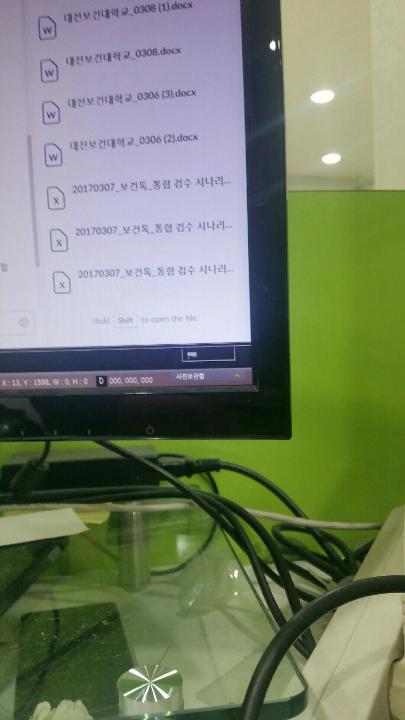 대전보건대학교_0308 (1).docx
W
대전보건대학교_0308.docx
W
대전보건대학교_0306 (3).docx
W
대전보건대학교_0306 (2).docx
W
20170307_보건톡_통합 검수 시나리...
X
20170307_보건톡_통합 검수 시나리...
X
20170307_보건톡_통합 검수 시나리...
X
함
Hold Shift to open the file.
X : 13, Y : 1598, W : 0, H : 0 D 000, 000, 000 사진보관함